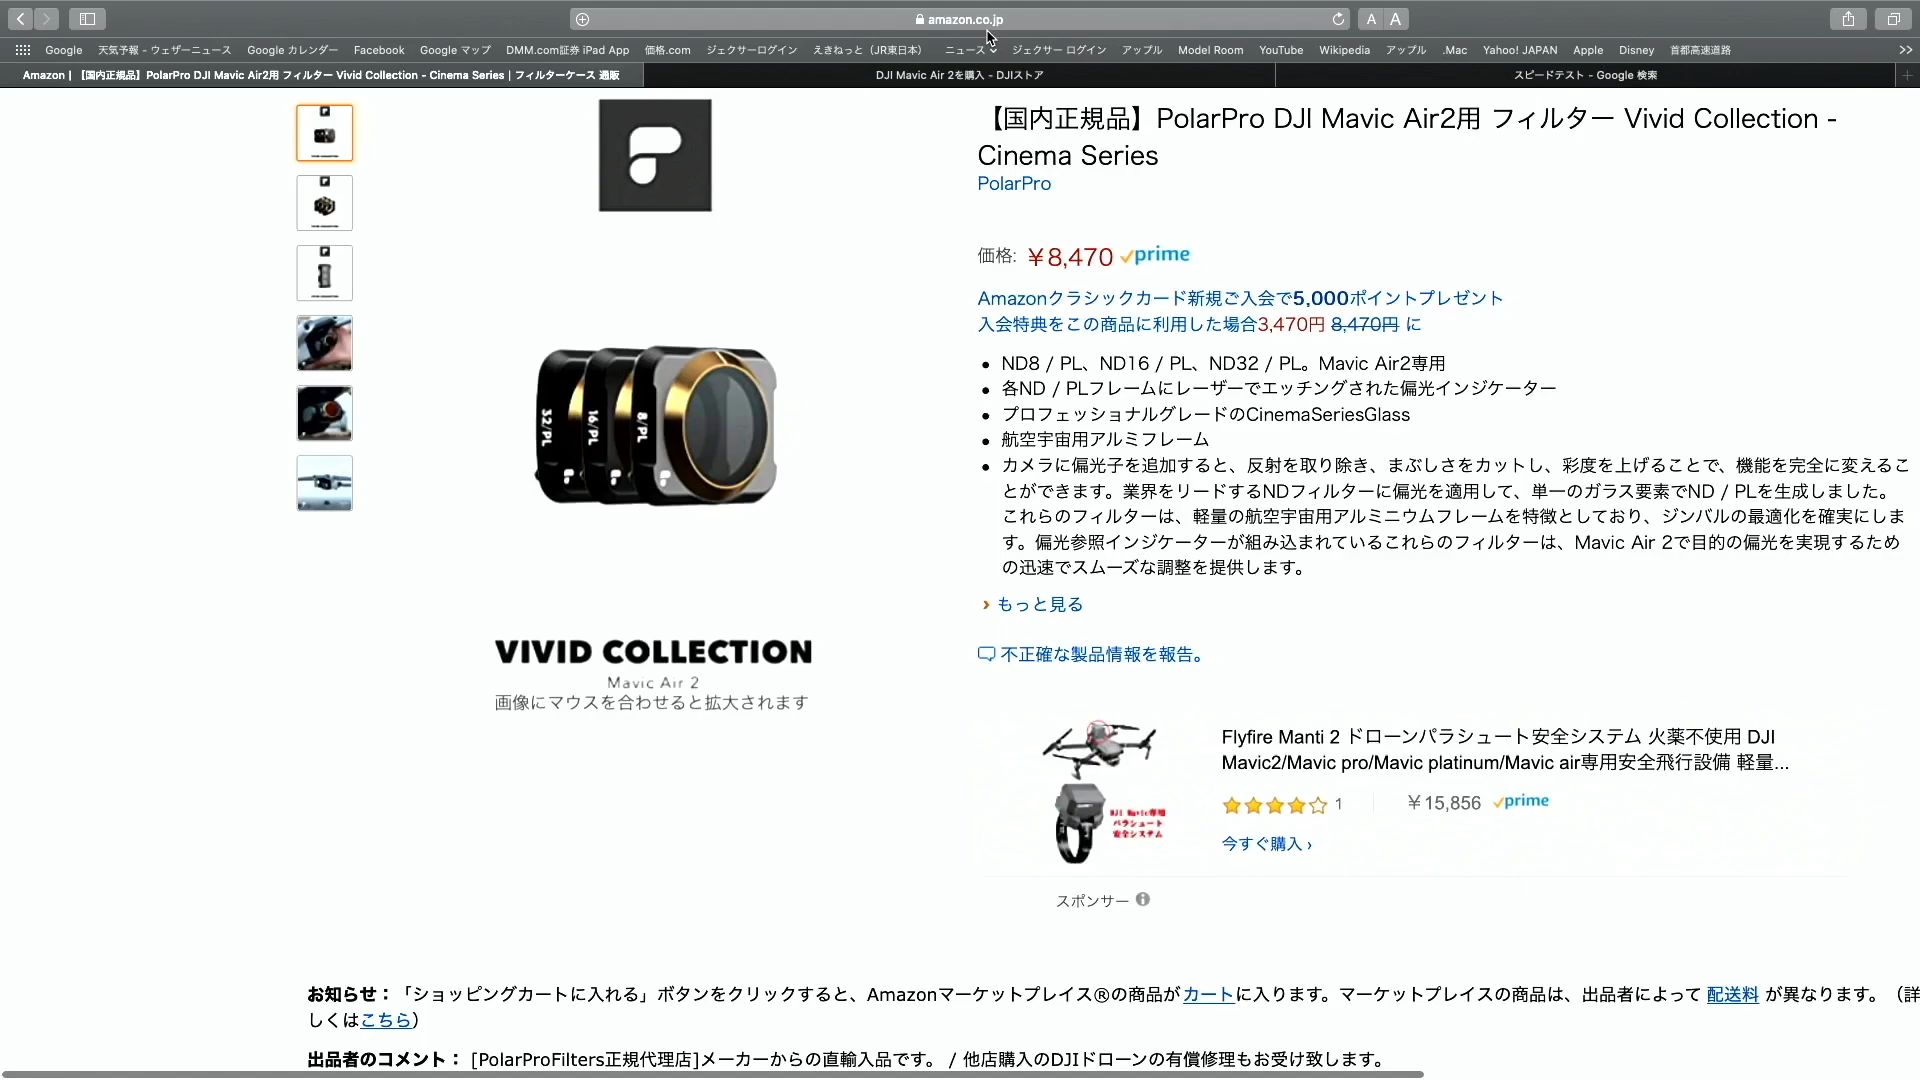 amazon.co.jp
A A
Google 天気予報 - ウェザーニュース Google カレンダー Facebook Google マップ DMM.com証券 iPad App 価格.com ジェクサーログイン えきねっと（JR東日本） ニュース ジェクサー ログイン アップル Model Room YouTube Wikipedia アップル .Mac Yahoo! JAPAN Apple Disney 首都高速道路
Amazon | 【国内正規品】PolarPro DJI Mavic Air2用 フィルター Vivid Collection - Cinema Series | フィルターケース 通販
DJI Mavic Air 2を購入 - DJIストア
スピードテスト - Google 検索
【国内正規品】PolarPro DJI Mavic Air2用 フィルター Vivid Collection -
Cinema Series
PolarPro
価格: ￥8,470 prime
Amazonクラシックカード新規ご入会で5,000ポイントプレゼント
入会特典をこの商品に利用した場合3,470円 8,470円 に
ND8 / PL、ND16 / PL、ND32 / PL。Mavic Air2専用
各ND / PLフレームにレーザーでエッチングされた偏光インジケーター
プロフェッショナルグレードのCinemaSeriesGlass
航空宇宙用アルミフレーム
カメラに偏光子を追加すると、反射を取り除き、まぶしさをカットし、彩度を上げることで、機能を完全に変えるこ
とができます。業界をリードするNDフィルターに偏光を適用して、単一のガラス要素でND / PLを生成しました。
これらのフィルターは、軽量の航空宇宙用アルミニウムフレームを特徴としており、ジンバルの最適化を確実にしま
す。偏光参照インジケーターが組み込まれているこれらのフィルターは、Mavic Air 2で目的の偏光を実現するため
の迅速でスムーズな調整を提供します。
もっと見る
不正確な製品情報を報告。
32/PL
16/PL
8/PL
VIVID COLLECTION
Mavic Air 2
画像にマウスを合わせると拡大されます
Flyfire Manti 2 ドローンパラシュート安全システム 火薬不使用 DJI
Mavic2/Mavic pro/Mavic platinum/Mavic air専用安全飛行設備 軽量...
1 ￥15,856 prime
今すぐ購入 ›
DJI Mavic専用
パラシュート
安全システム
スポンサー
お知らせ：「ショッピングカートに入れる」ボタンをクリックすると、Amazonマーケットプレイス®の商品がカートに入ります。マーケットプレイスの商品は、出品者によって 配送料 が異なります。（詳
しくはこちら）
出品者のコメント： [PolarProFilters正規代理店]メーカーからの直輸入品です。 / 他店購入のDJIドローンの有償修理もお受け致します。